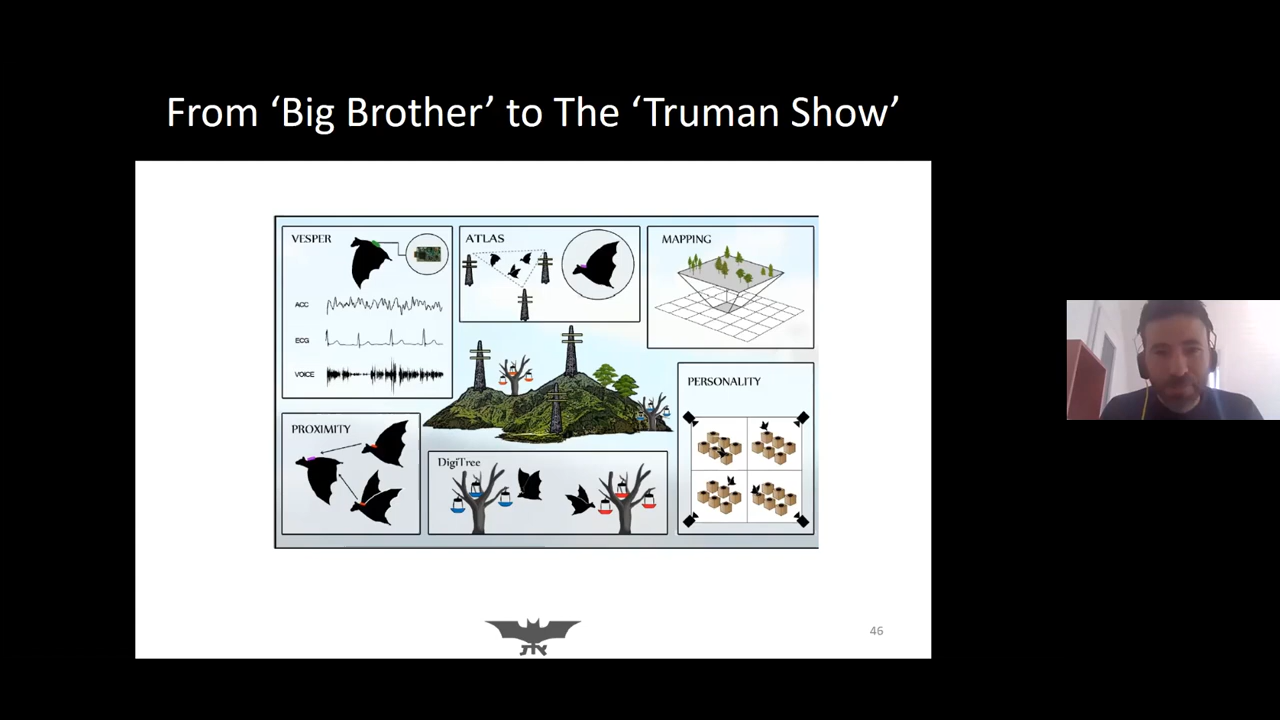 From ‘Big Brother’ to The ‘Truman Show’
VESPER
ACC
ECG
VOICE
ATLAS
MAPPING
PROXIMITY
DigiTree
PERSONALITY
46